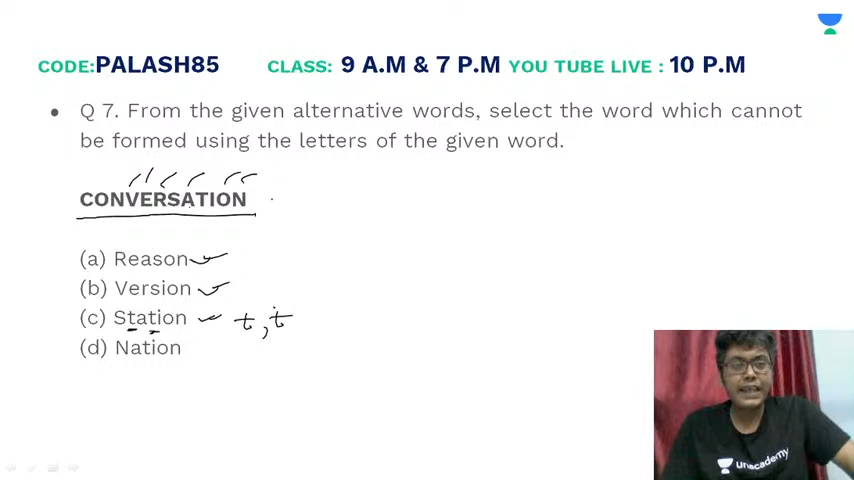 CODE:PALASH85 CLASS: 9 A.M & 7 P.M YOU TUBE LIVE : 10 P.M
• Q 7. From the given alternative words, select the word which cannot
be formed using the letters of the given word.
CONVERSATION
(a) Reason
(b) Version
(c) Station t, t
(d) Nation
unacademy